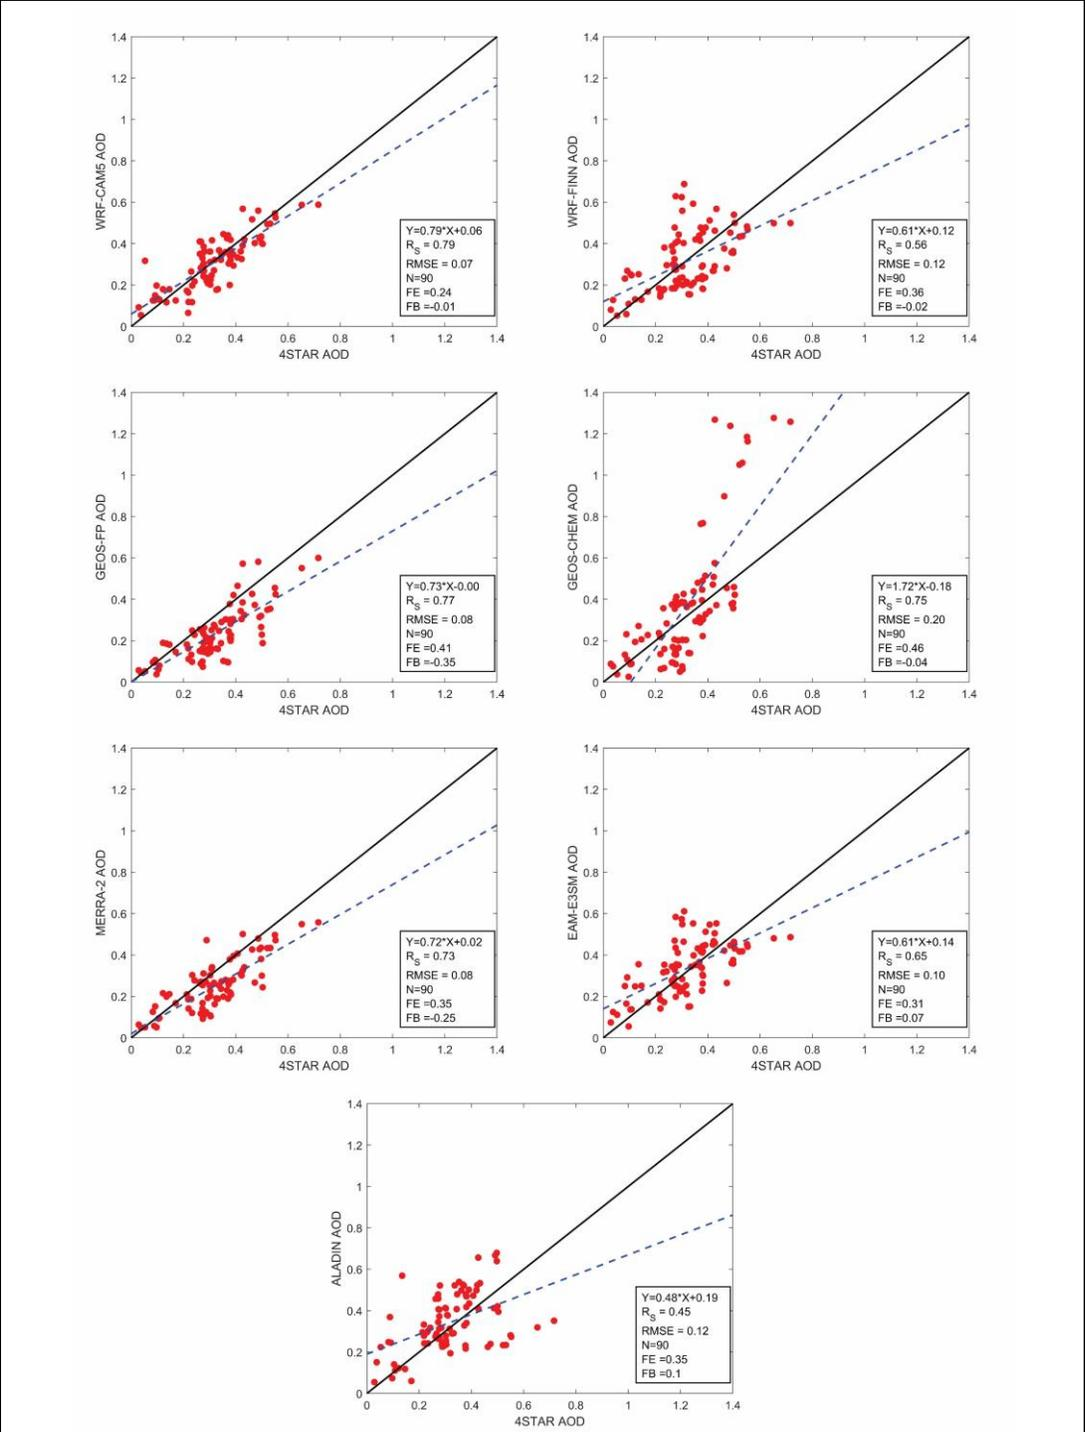 1.4
1.2
1
0.8
0.6
0.4
0.2
0
WRF-CAM5 AOD
Y=0.79*X+0.06
RS = 0.79
RMSE = 0.07
N=90
FE =0.24
FB =-0.01
0 0.2 0.4 0.6 0.8 1 1.2 1.4
4STAR AOD
1.4
1.2
1
0.8
0.6
0.4
0.2
0
WRF-FINN AOD
Y=0.61*X+0.12
RS = 0.56
RMSE = 0.12
N=90
FE =0.36
FB =-0.02
0 0.2 0.4 0.6 0.8 1 1.2 1.4
4STAR AOD
1.4
1.2
1
0.8
0.6
0.4
0.2
0
GEOS-FP AOD
Y=0.73*X-0.00
RS = 0.77
RMSE = 0.08
N=90
FE =0.41
FB =-0.35
0 0.2 0.4 0.6 0.8 1 1.2 1.4
4STAR AOD
1.4
1.2
1
0.8
0.6
0.4
0.2
0
GEOS-CHEM AOD
Y=1.72*X-0.18
RS = 0.75
RMSE = 0.20
N=90
FE =0.46
FB =-0.04
0 0.2 0.4 0.6 0.8 1 1.2 1.4
4STAR AOD
1.4
1.2
1
0.8
0.6
0.4
0.2
0
MERRA-2 AOD
Y=0.72*X+0.02
RS = 0.73
RMSE = 0.08
N=90
FE =0.35
FB =-0.25
0 0.2 0.4 0.6 0.8 1 1.2 1.4
4STAR AOD
1.4
1.2
1
0.8
0.6
0.4
0.2
0
EAM-E3SM AOD
Y=0.61*X+0.14
RS = 0.65
RMSE = 0.10
N=90
FE =0.31
FB =0.07
0 0.2 0.4 0.6 0.8 1 1.2 1.4
4STAR AOD
1.4
1.2
1
0.8
0.6
0.4
0.2
0
ALADIN AOD
Y=0.48*X+0.19
RS = 0.45
RMSE = 0.12
N=90
FE =0.35
FB =0.1
0 0.2 0.4 0.6 0.8 1 1.2 1.4
4STAR AOD